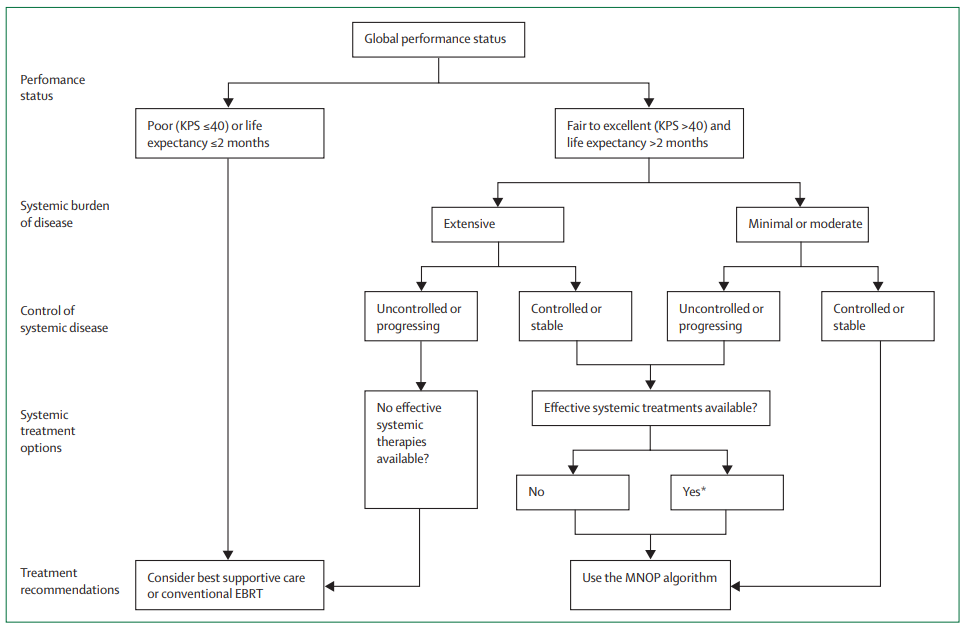 Global performance status
Perfomance
status
Poor (KPS ≤40) or life
expectancy ≤2 months
Fair to excellent (KPS >40) and
life expectancy >2 months
Systemic burden
of disease
Extensive
Minimal or moderate
Control of
systemic disease
Uncontrolled or
progressing
Controlled or
stable
Uncontrolled or
progressing
Controlled or
stable
Systemic
treatment
options
No effective
systemic
therapies
available?
Effective systemic treatments available?
No
Yes*
Treatment
recommendations
Consider best supportive care
or conventional EBRT
Use the MNOP algorithm